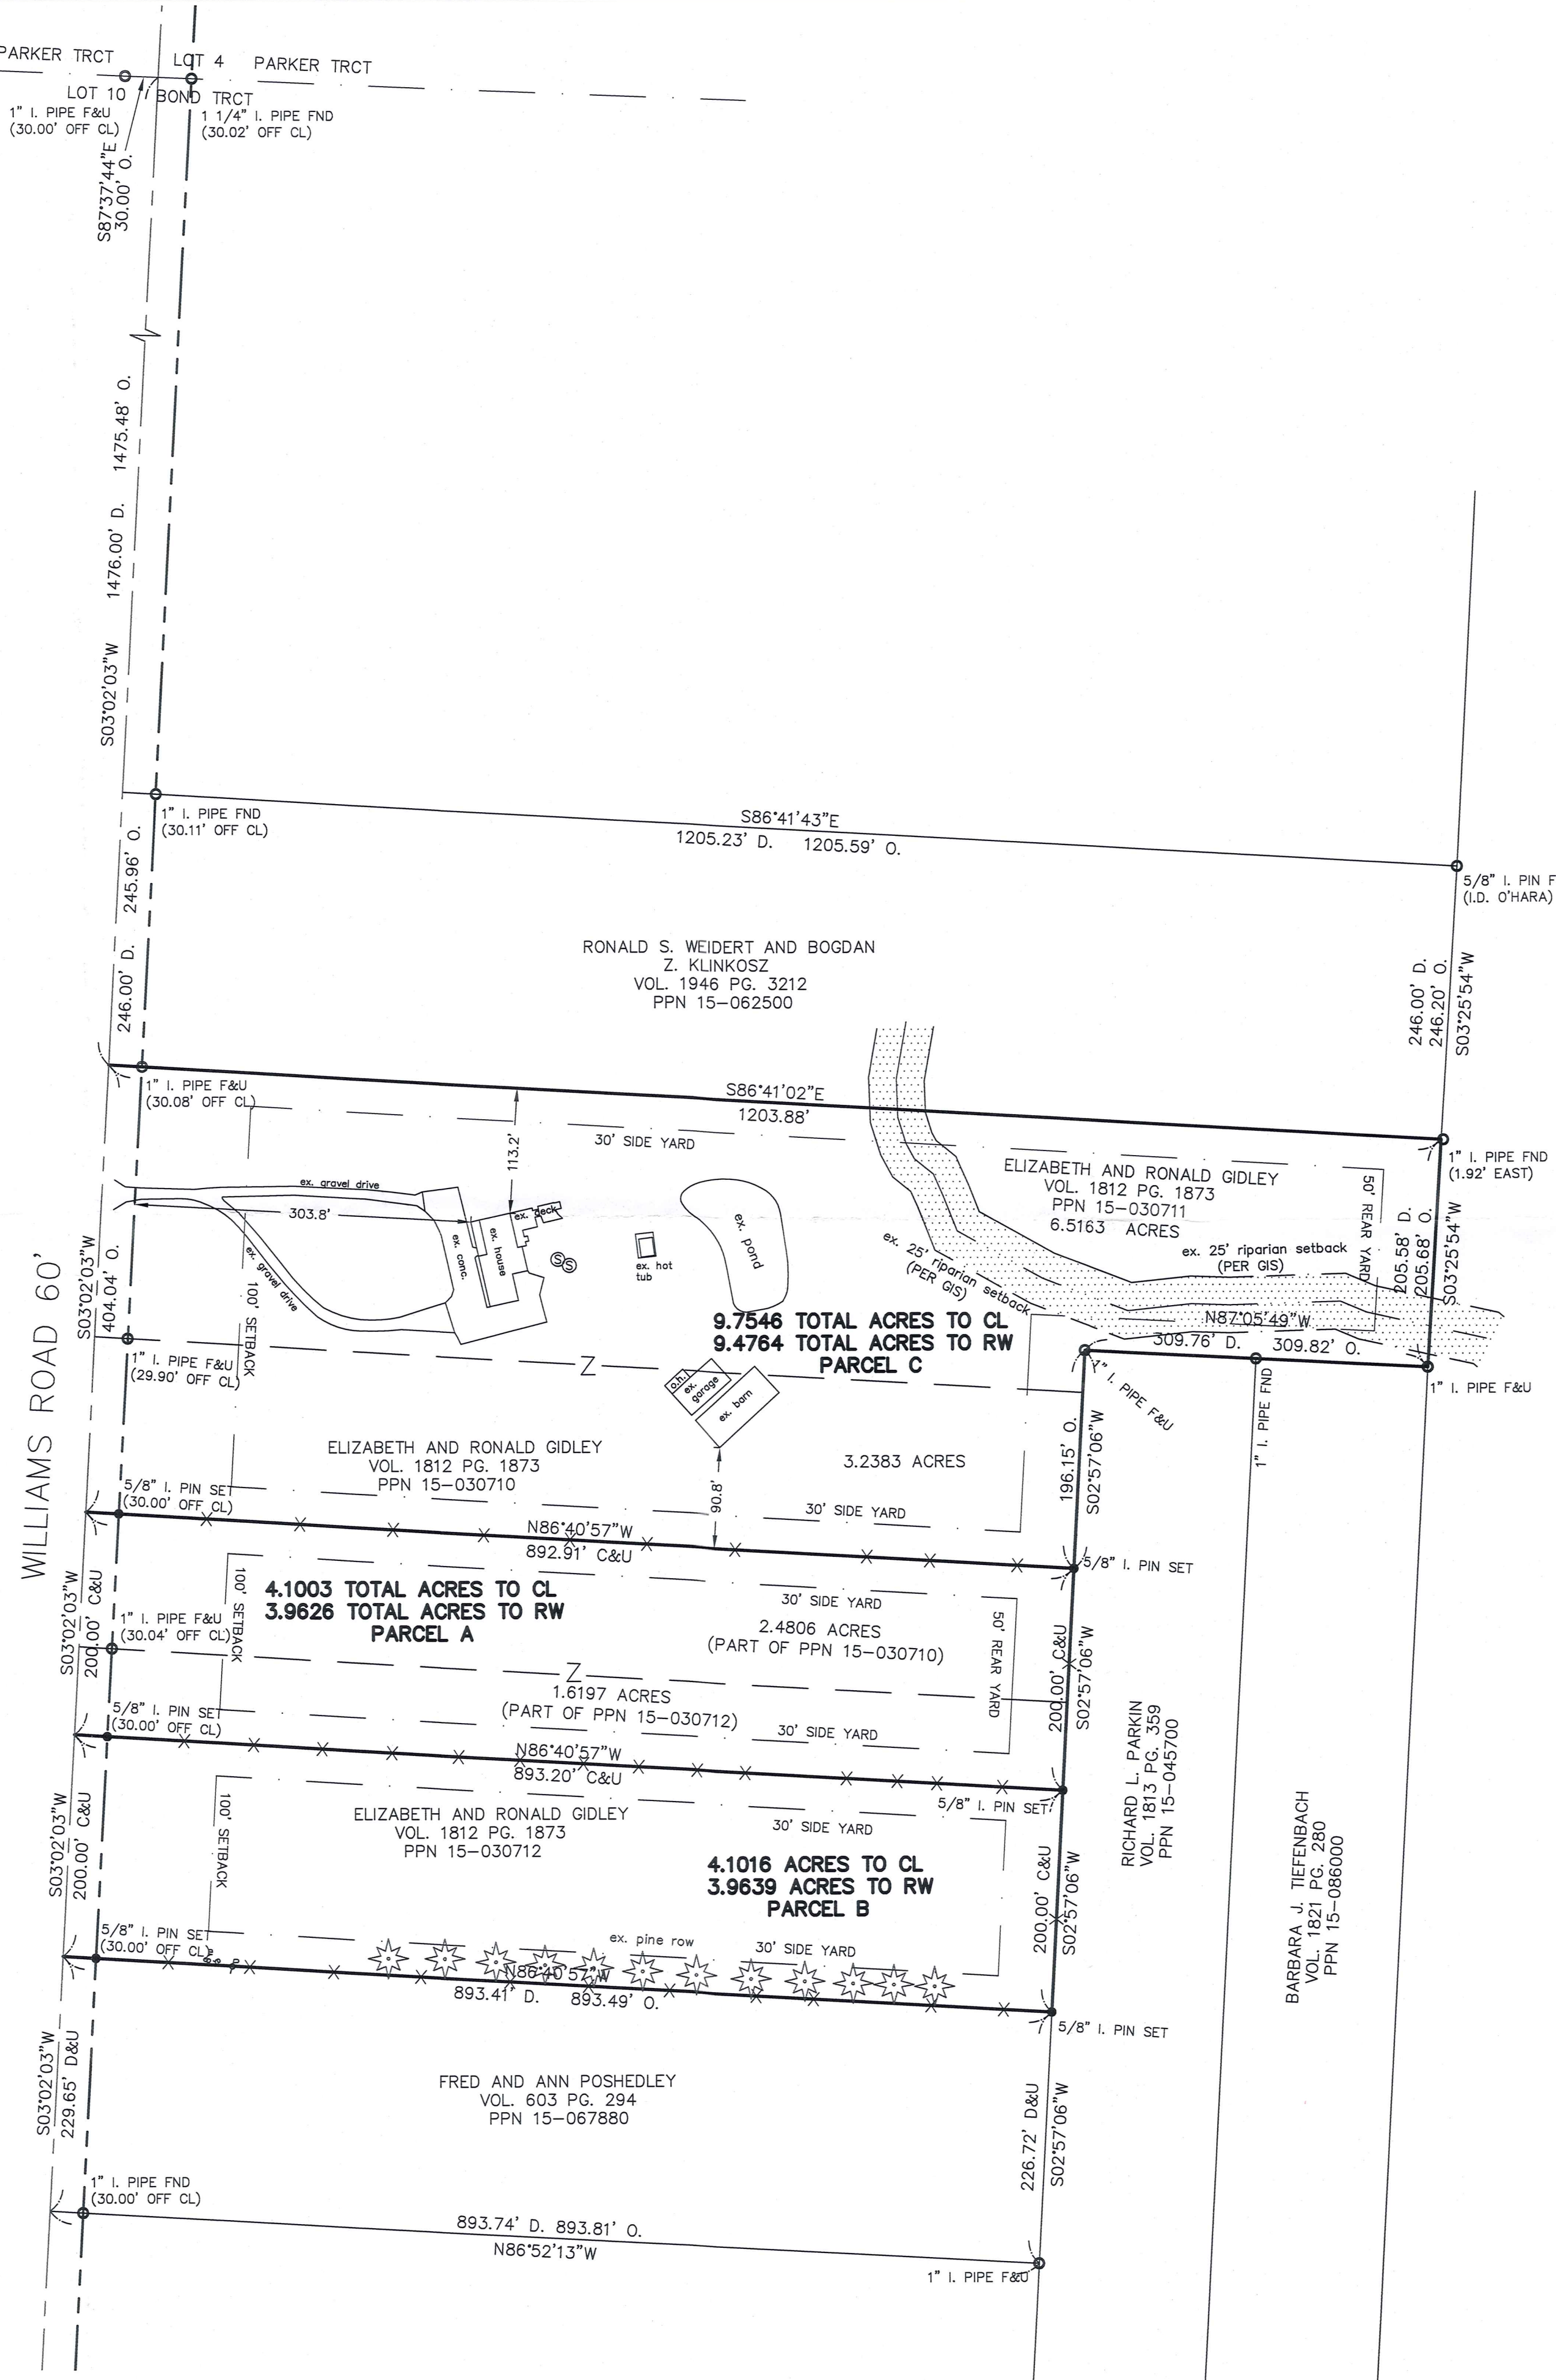 PARKER TRCT
LOT 4 PARKER TRCT
LOT 10
BOND TRCT
1" I. PIPE F&U
(30.00' OFF CL)
1 1/4" I. PIPE FND
(30.02' OFF CL)
S87°37'44"E
30.00' O.
1476.00' D. 1475.48' O.
S03°02'03"W
1" I. PIPE FND
(30.11' OFF CL)
S86°41'43"E
1205.23' D. 1205.59' O.
5/8" I. PIN F
(I.D. O'HARA)
246.00' D. 245.96' O.
RONALD S. WEIDERT AND BOGDAN
Z. KLINKOSZ
VOL. 1946 PG. 3212
PPN 15-062500
246.00' D.
246.20' O.
S03°25'54"W
1" I. PIPE F&U
(30.08' OFF CL)
S86°41'02"E
1203.88'
30' SIDE YARD
113.2'
1" I. PIPE FND
(1.92' EAST)
ELIZABETH AND RONALD GIDLEY
VOL. 1812 PG. 1873
PPN 15-030711
6.5163 ACRES
50' REAR YARD
205.58' D.
205.68' O.
S03°25'54"W
ex. gravel drive
303.8'
ex. gravel drive
ex. conc.
ex. house
ex. deck
S
S
ex. hot
tub
ex. pond
ex. 25' riparian setback
(PER GIS)
ex. 25' riparian setback
(PER GIS)
S03°02'03"W
404.04' O.
100' SETBACK
WILLIAMS ROAD 60'
9.7546 TOTAL ACRES TO CL
9.4764 TOTAL ACRES TO RW
PARCEL C
N87°05'49"W
309.76' D. 309.82' O.
1" I. PIPE F&U
(29.90' OFF CL)
Z
o.h.
ex.
garage
ex. barn
1" I. PIPE F&U
1" I. PIPE FND
1" I. PIPE F&U
196.15' O.
S02°57'06"W
ELIZABETH AND RONALD GIDLEY
VOL. 1812 PG. 1873
PPN 15-030710
3.2383 ACRES
90.8'
30' SIDE YARD
5/8" I. PIN SET
(30.00' OFF CL)
N86°40'57"W
892.91' C&U
5/8" I. PIN SET
S03°02'03"W
200.00' C&U
100' SETBACK
4.1003 TOTAL ACRES TO CL
3.9626 TOTAL ACRES TO RW
PARCEL A
30' SIDE YARD
2.4806 ACRES
(PART OF PPN 15-030710)
50' REAR YARD
200.00' C&U
S02°57'06"W
1" I. PIPE F&U
(30.04' OFF CL)
Z
1.6197 ACRES
(PART OF PPN 15-030712)
30' SIDE YARD
5/8" I. PIN SET
(30.00' OFF CL)
N86°40'57"W
893.20' C&U
5/8" I. PIN SET
RICHARD L. PARKIN
VOL. 1813 PG. 359
PPN 15-045700
BARBARA J. TIEFENBACH
VOL. 1821 PG. 280
PPN 15-086000
S03°02'03"W
200.00' C&U
100' SETBACK
ELIZABETH AND RONALD GIDLEY
VOL. 1812 PG. 1873
PPN 15-030712
30' SIDE YARD
4.1016 ACRES TO CL
3.9639 ACRES TO RW
PARCEL B
200.00' C&U
S02°57'06"W
ex. pine row
30' SIDE YARD
5/8" I. PIN SET
(30.00' OFF CL)
N86°40'57"W
893.41' D. 893.49' O.
5/8" I. PIN SET
S03°02'03"W
229.65' D&U
FRED AND ANN POSHEDLEY
VOL. 603 PG. 294
PPN 15-067880
226.72' D&U
S02°57'06"W
1" I. PIPE FND
(30.00' OFF CL)
893.74' D. 893.81' O.
N86°52'13"W
1" I. PIPE F&U